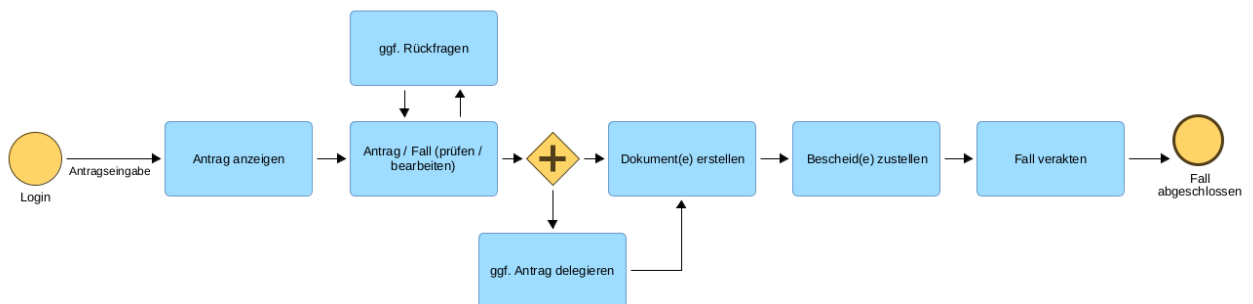 ggf. Rückfragen
Login
Antragseingabe
Antrag anzeigen
Antrag / Fall (prüfen /
bearbeiten)
Dokument(e) erstellen
Bescheid(e) zustellen
Fall verakten
Fall
abgeschlossen
ggf. Antrag delegieren